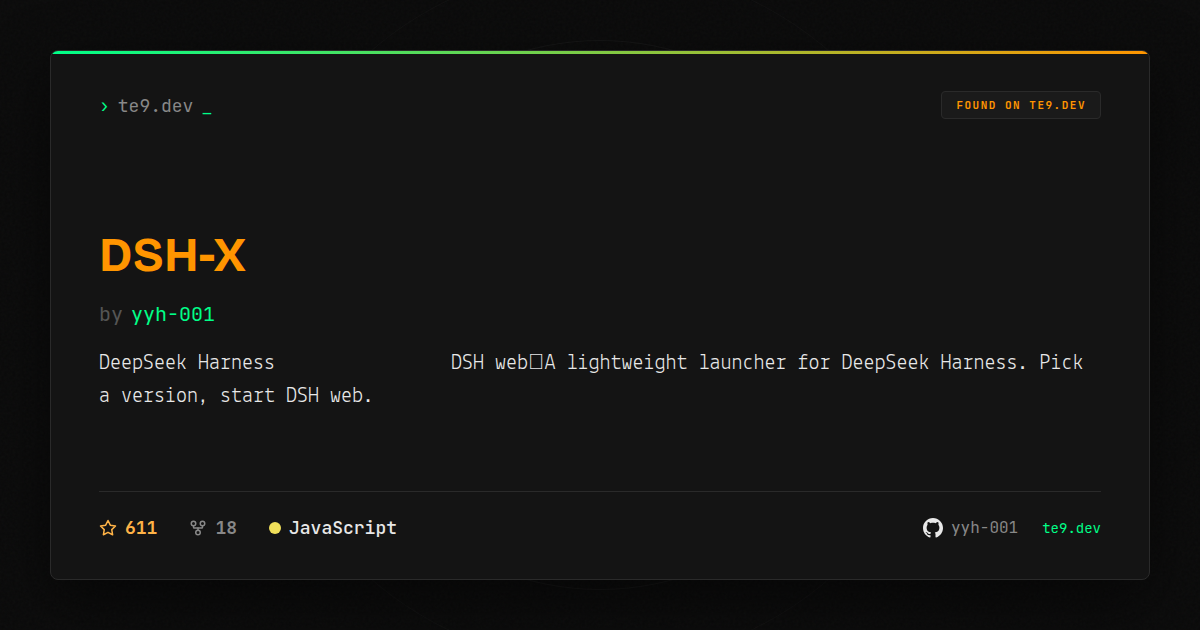 › te9.dev _
FOUND ON TE9.DEV
DSH-X
by yyh-001
DeepSeek Harness DSH web□A lightweight launcher for DeepSeek Harness. Pick
a version, start DSH web.
611 18 JavaScript
yyh-001 te9.dev